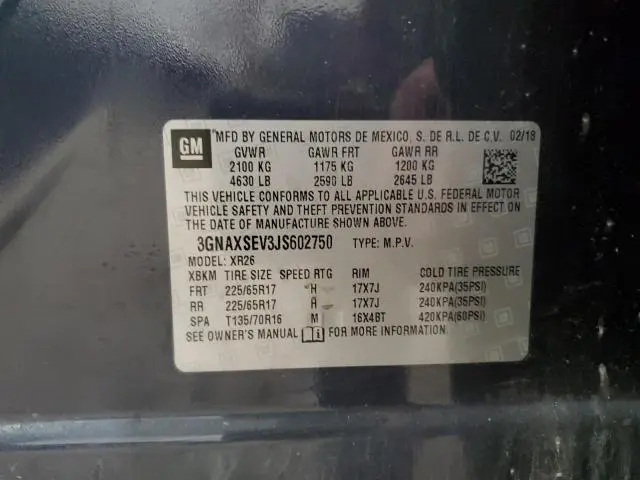 GM
MFD BY GENERAL MOTORS DE MEXICO, S. DE R.L. DE C.V. 02/18
GVWR GAWR FRT GAWR RR
2100 KG 1175 KG 1200 KG
4630 LB 2590 LB 2645 LB
THIS VEHICLE CONFORMS TO ALL APPLICABLE U.S. FEDERAL MOTOR
VEHICLE SAFETY AND THEFT PREVENTION STANDARDS IN EFFECT ON
THE DATE OF MANUFACTURE SHOWN ABOVE.
3GNAXSEV3JS602750 TYPE: M.P.V.
MODEL: XR26
XBKM TIRE SIZE SPEED RTG RIM COLD TIRE PRESSURE
FRT 225/65R17 H 17X7J 240KPA(35PSI)
RR 225/65R17 H 17X7J 240KPA(35PSI)
SPA T135/70R16 M 16X4BT 420KPA(60PSI)
SEE OWNER'S MANUAL FOR MORE INFORMATION.